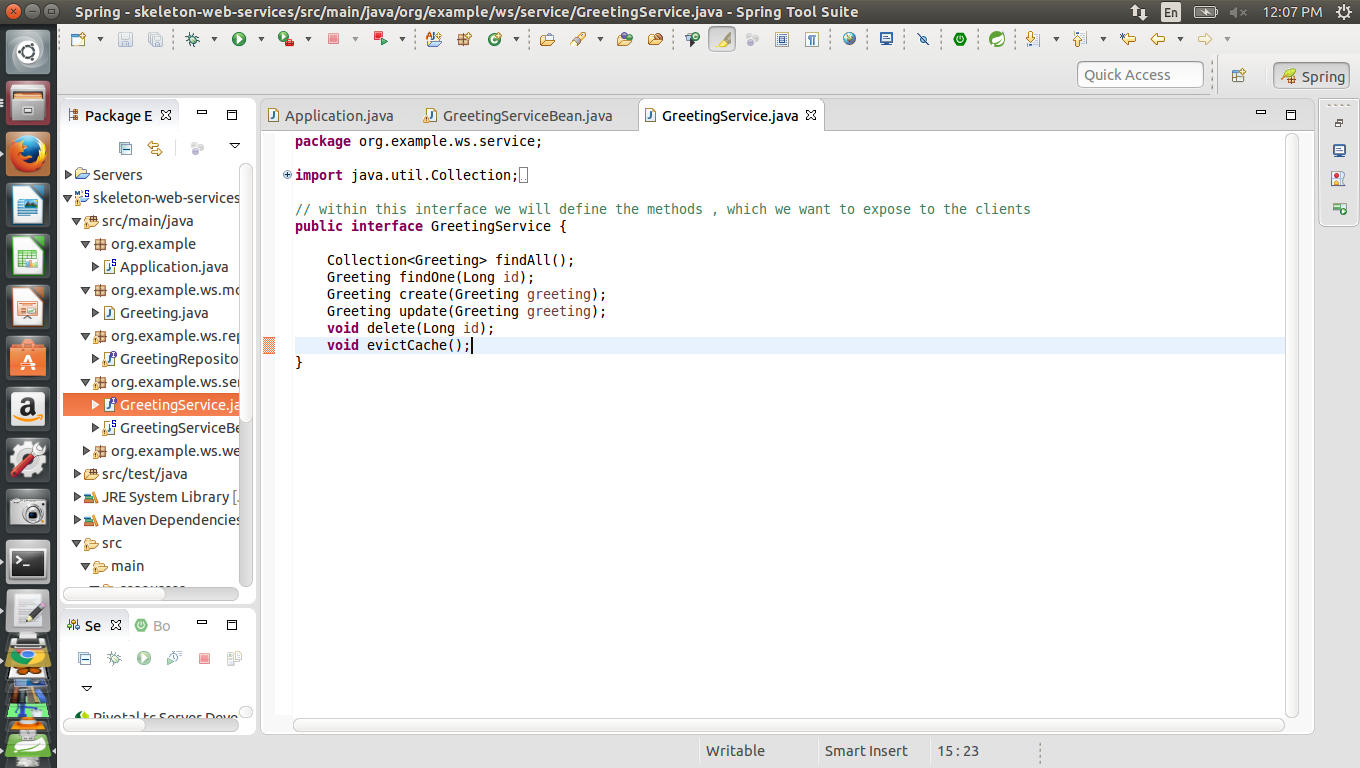 Spring - skeleton-web-services/src/main/java/org/example/ws/service/GreetingService.java - Spring Tool Suite
En
12:07 PM
Quick Access
Spring
Package E
Servers
skeleton-web-services
src/main/java
org.example
Application.java
org.example.ws.mo
Greeting.java
org.example.ws.rep
GreetingReposito
org.example.ws.ser
GreetingService.ja
GreetingServiceBe
org.example.ws.we
src/test/java
JRE System Library [
Maven Dependencies
src
main
Application.java
GreetingServiceBean.java
GreetingService.java
package org.example.ws.service;
import java.util.Collection;
// within this interface we will define the methods , which we want to expose to the clients
public interface GreetingService {
Collection<Greeting> findAll();
Greeting findOne(Long id);
Greeting create(Greeting greeting);
Greeting update(Greeting greeting);
void delete(Long id);
void evictCache();
}
Se
Bo
Pivotal tc Server Deve
Writable
Smart Insert
15 : 23